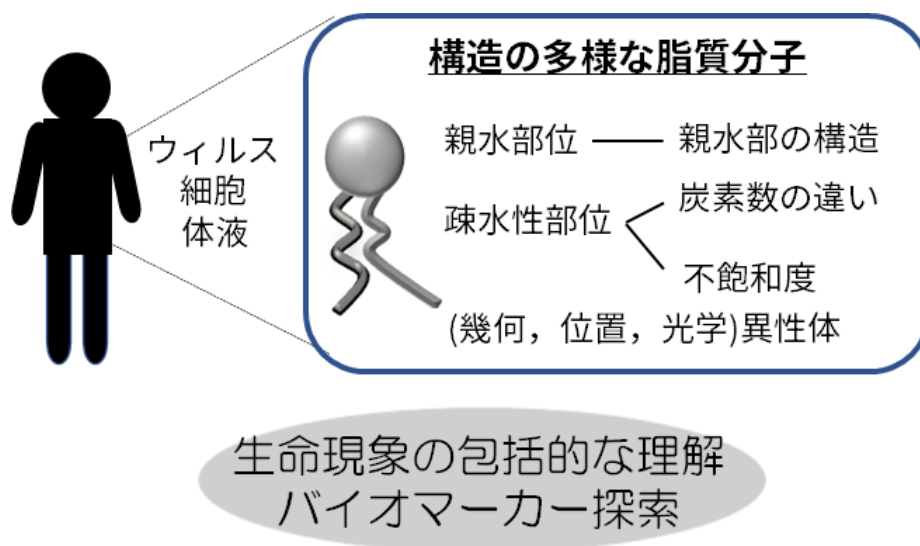 構造の多様な脂質分子
ウィルス
細胞
体液
親水部位
親水部の構造
疎水性部位
炭素数の違い
不飽和度
(幾何，位置，光学)異性体
生命現象の包括的な理解
バイオマーカー探索